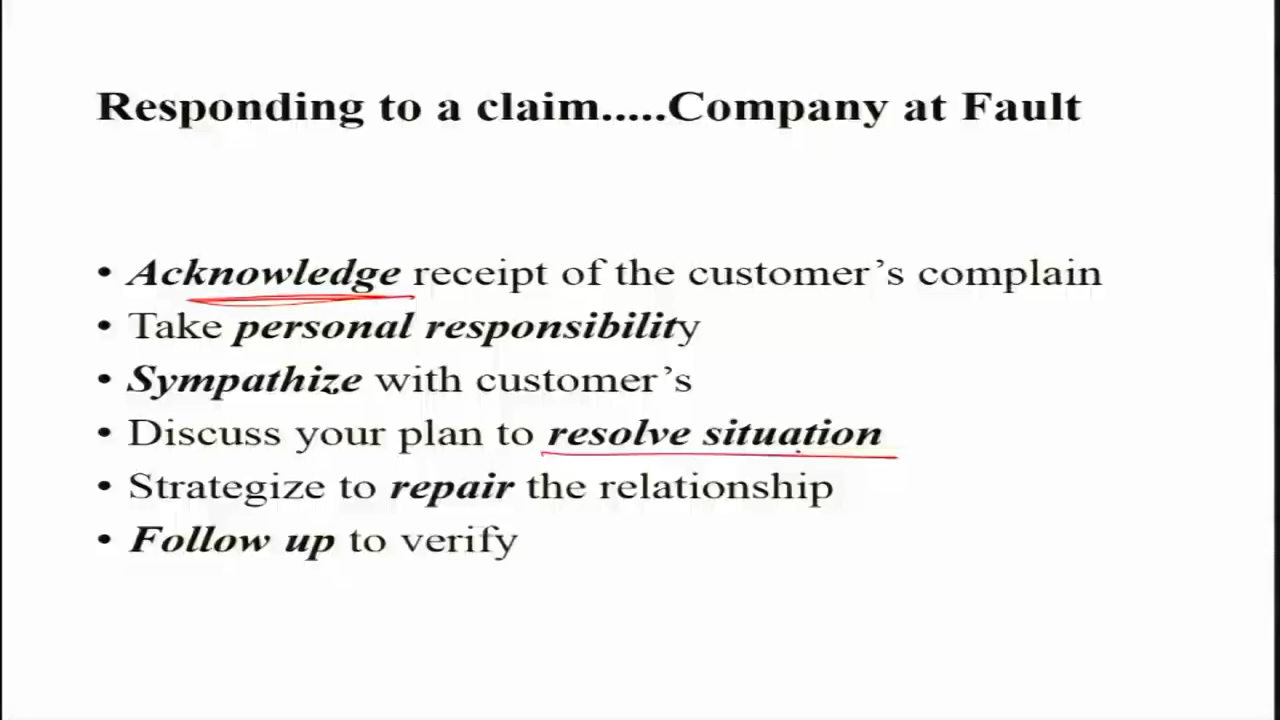 Responding to a claim.....Company at Fault
• Acknowledge receipt of the customer’s complain
• Take personal responsibility
• Sympathize with customer’s
• Discuss your plan to resolve situation
• Strategize to repair the relationship
• Follow up to verify